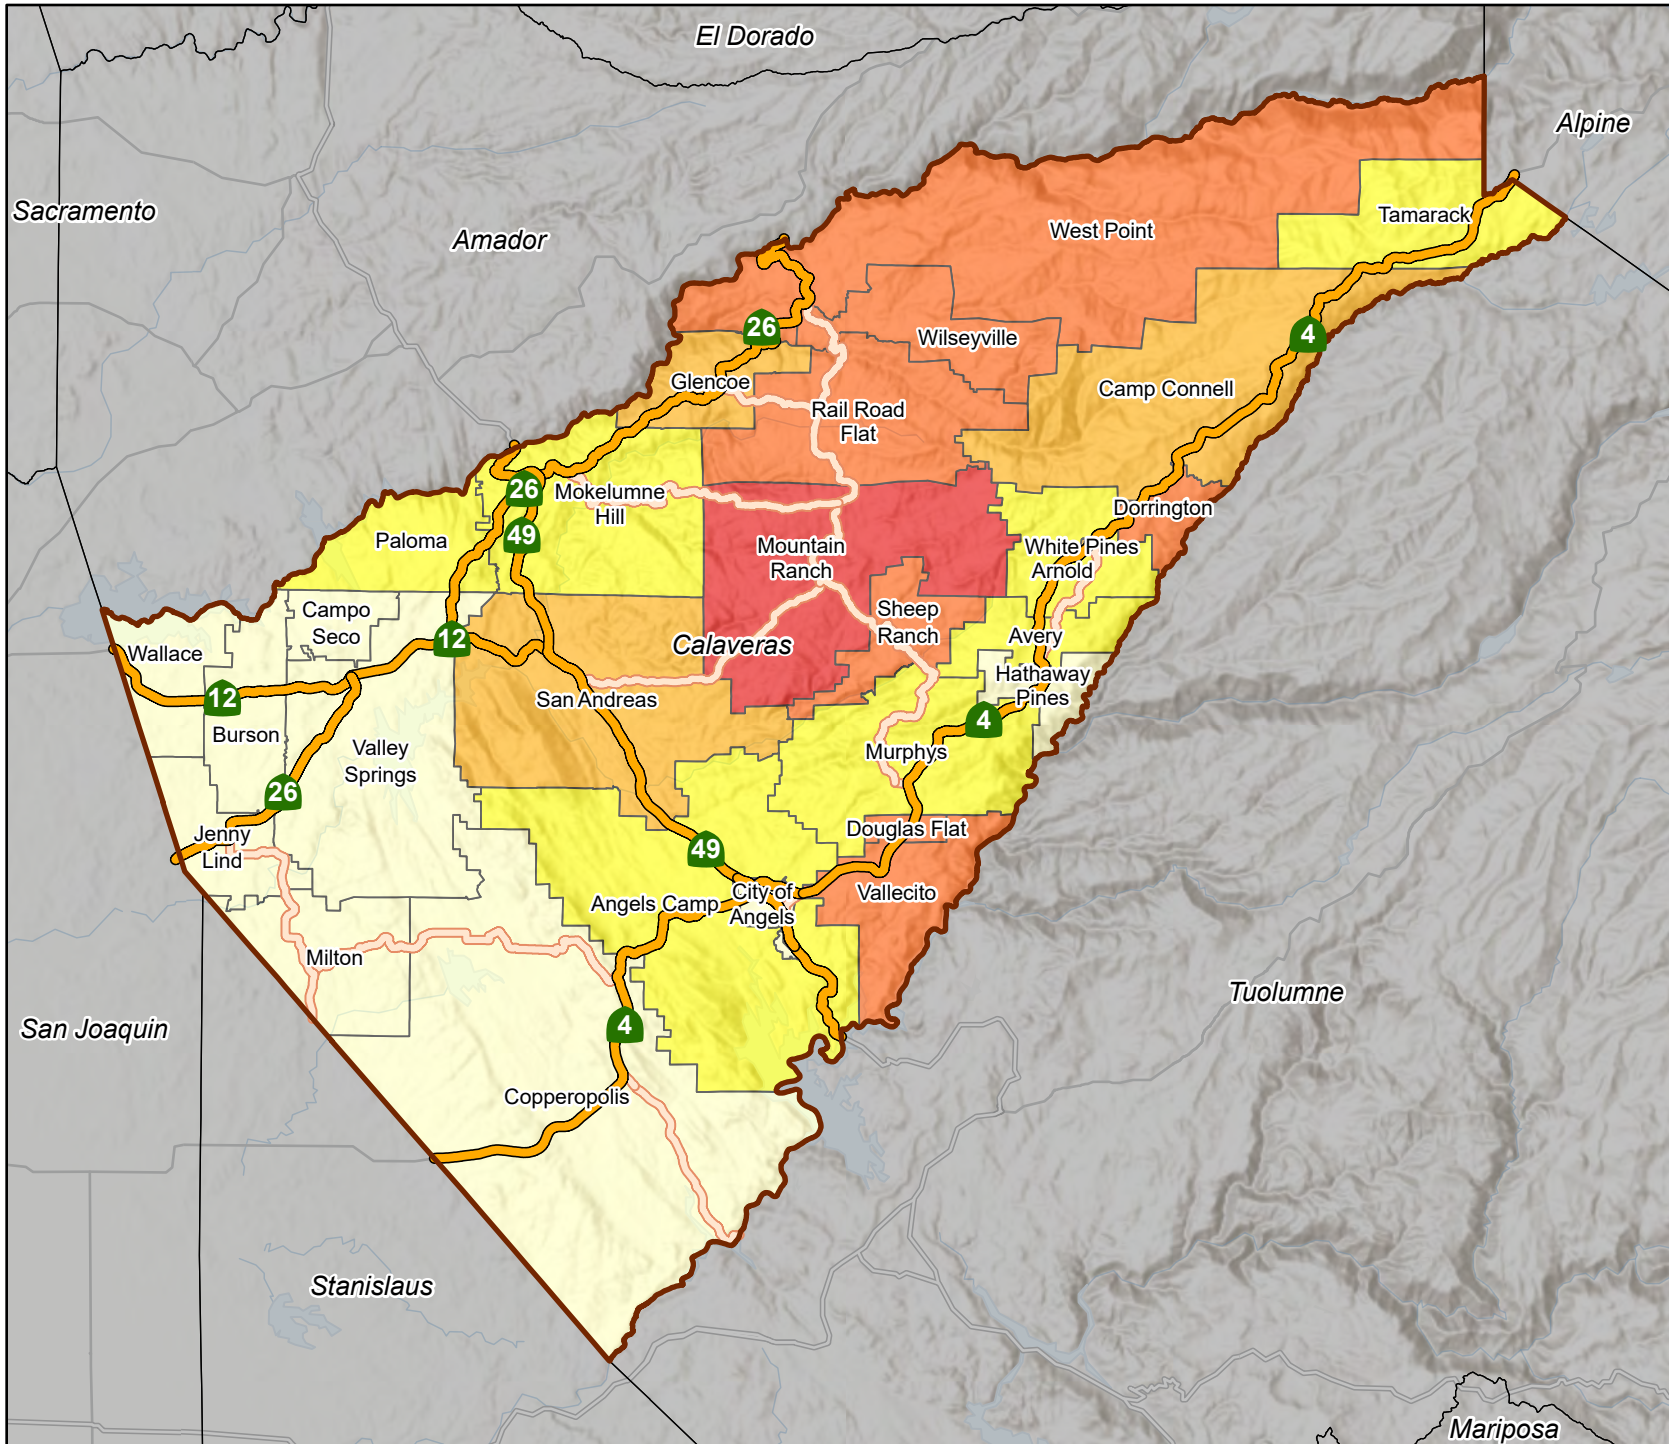 El Dorado
Alpine
Sacramento
Tamarack
West Point
Amador
26
Wilseyville
4
Glencoe
Camp Connell
Rail Road
Flat
26
Mokelumne
Hill
Dorrington
49
Paloma
Mountain
Ranch
White Pines
Arnold
Campo
Seco
Sheep
Ranch
Avery
12
Calaveras
Wallace
Hathaway
Pines
12
San Andreas
4
Burson
Valley
Springs
Murphys
26
Jenny
Lind
Douglas Flat
49
Angels Camp
City of
Angels
Vallecito
Milton
Tuolumne
San Joaquin
4
Copperopolis
Stanislaus
Mariposa